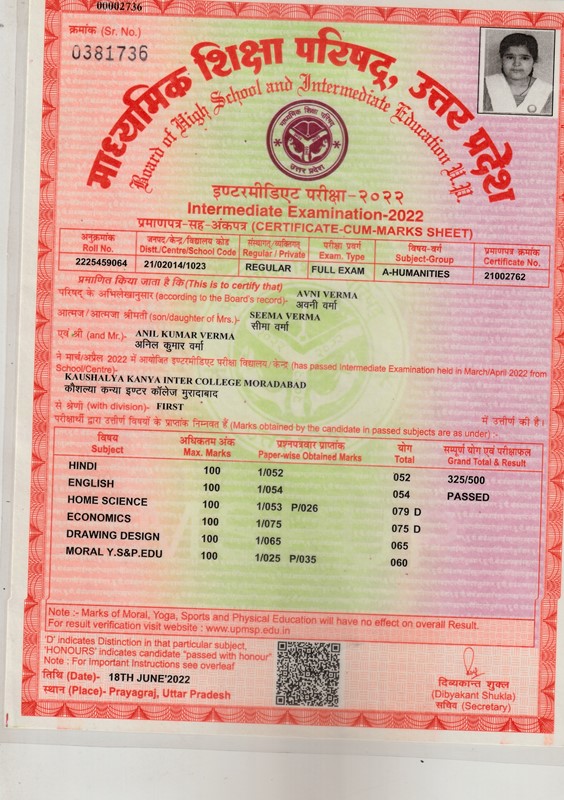 00002736
क्रमांक (Sr. No.)
0381736
माध्यमिक शिक्षा परिषद, उत्तर प्रदेश
Board of High School and Intermediate Education U.P.
माध्यमिक शिक्षा परिषद
उत्तर प्रदेश
इण्टरमीडिएट परीक्षा-२०२२
Intermediate Examination-2022
प्रमाणपत्र-सह-अंकपत्र (CERTIFICATE-CUM-MARKS SHEET)
अनुक्रमांक जनपद/केन्द्र/विद्यालय कोड संस्थागत/व्यक्तिगत परीक्षा प्रवर्ग विषय-वर्ग प्रमाणपत्र क्रमांक
Roll No. Distt./Centre/School Code Regular / Private Exam. Type Subject-Group Certificate No.
2225459064 21/02014/1023 REGULAR FULL EXAM A-HUMANITIES 21002762
प्रमाणित किया जाता है कि(This is to certify that)
परिषद के अभिलेखानुसार (according to the Board's record)- AVNI VERMA
अवनी वर्मा
आत्मज/आत्मजा श्रीमती (son/daughter of Mrs.)- SEEMA VERMA
सीमा वर्मा
एवं श्री (and Mr.)- ANIL KUMAR VERMA
अनिल कुमार वर्मा
ने मार्च/अप्रैल 2022 में आयोजित इण्टरमीडिएट परीक्षा विद्यालय/केन्द्र (has passed Intermediate Examination held in March/April 2022 from
School/Centre)-
KAUSHALYA KANYA INTER COLLEGE MORADABAD
कौशल्या कन्या इण्टर कॉलेज मुरादाबाद
से श्रेणी (with division)- FIRST में उत्तीर्ण की है।
परीक्षार्थी द्वारा उत्तीर्ण विषयों के प्राप्तांक निम्नवत हैं (Marks obtained by the candidate in passed subjects are as under) :-
विषय अधिकतम अंक प्रश्नपत्रवार प्राप्तांक योग सम्पूर्ण योग एवं परीक्षाफल
Subject Max. Marks Paper-wise Obtained Marks Total Grand Total & Result
HINDI 100 1/052 052 325/500
ENGLISH 100 1/054 054 PASSED
HOME SCIENCE 100 1/053 P/026 079 D
ECONOMICS 100 1/075 075 D
DRAWING DESIGN 100 1/065 065
MORAL Y.S&P.EDU 100 1/025 P/035 060
Note :- Marks of Moral, Yoga, Sports and Physical Education will have no effect on overall Result.
For result verification visit website : www.upmsp.edu.in
'D' indicates Distinction in that particular subject,
'HONOURS' indicates candidate "passed with honour"
Note : For Important Instructions see overleaf
तिथि (Date)- 18TH JUNE'2022
स्थान (Place)- Prayagraj, Uttar Pradesh
दिव्यकान्त शुक्ल
(Dibyakant Shukla)
सचिव (Secretary)